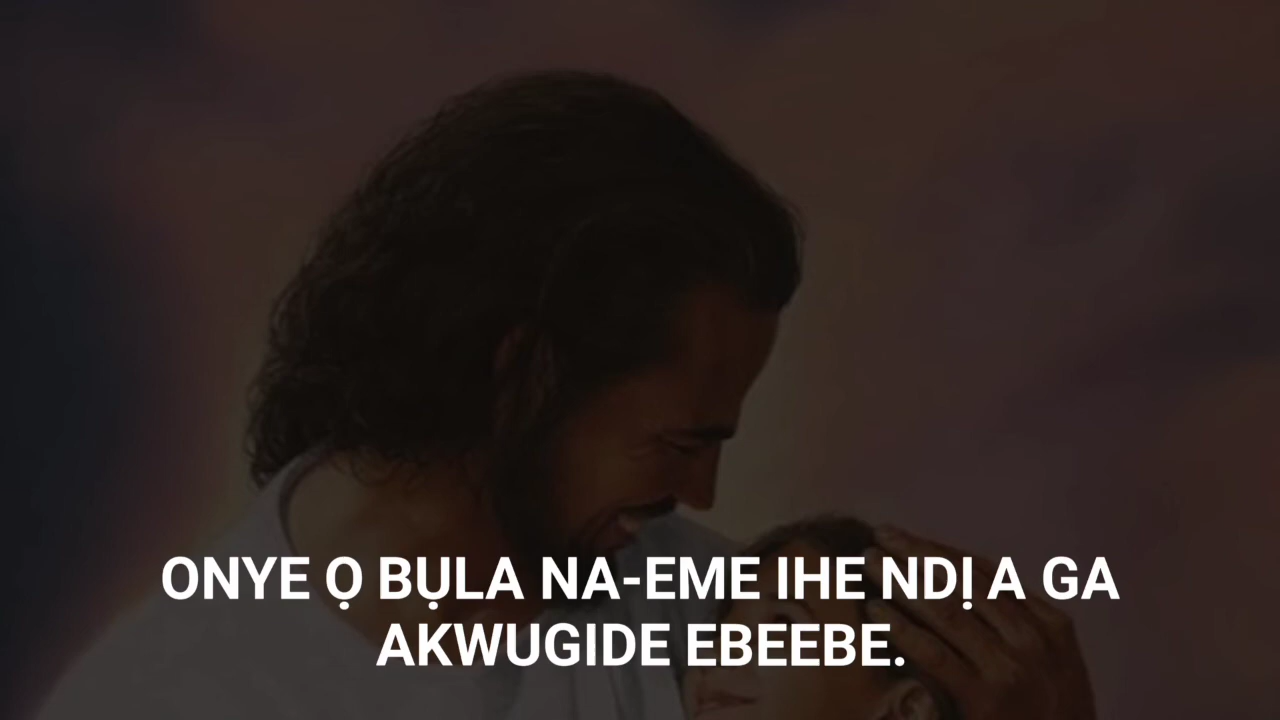 ONYE Ọ BỤLA NA-EME IHE NDỊ A GA
AKWUGIDE EBEEBE.